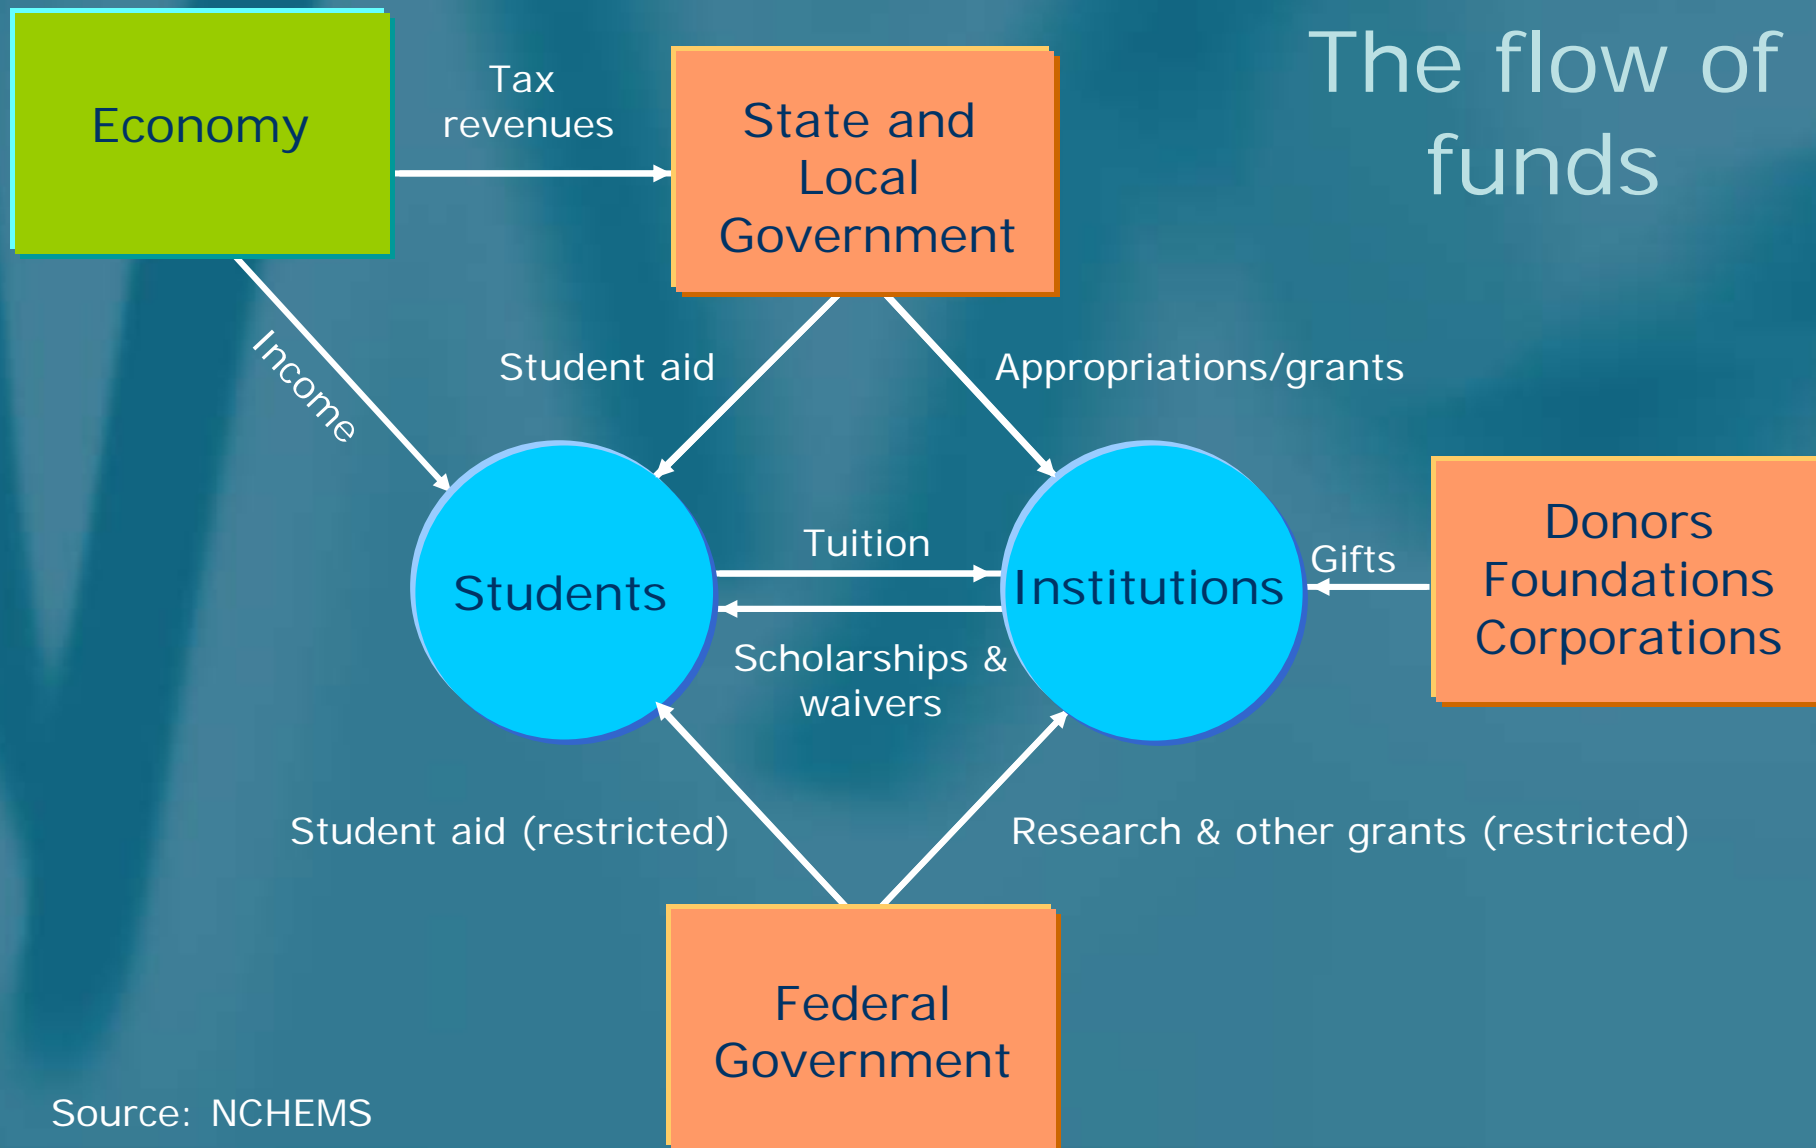 The flow of
funds
Economy
Tax
revenues
State and
Local
Government
Income
Student aid
Appropriations/grants
Students
Tuition
Scholarships &
waivers
Institutions
Gifts
Donors
Foundations
Corporations
Student aid (restricted)
Research & other grants (restricted)
Federal
Government
Source: NCHEMS